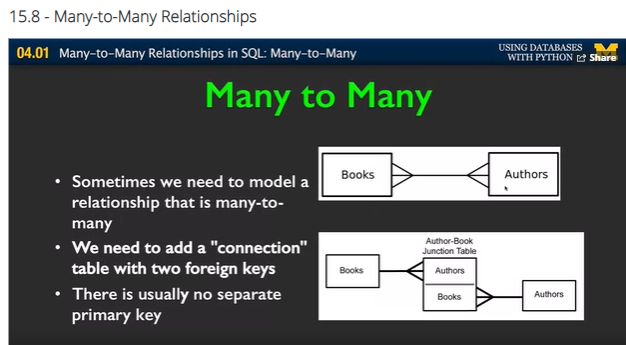 15.8 - Many-to-Many Relationships
04.01 Many-to-Many Relationships in SQL: Many-to-Many
USING DATABASES
WITH PYTHON
Share
Many to Many
• Sometimes we need to model a
relationship that is many-to-
many
• We need to add a "connection"
table with two foreign keys
• There is usually no separate
primary key
Books
Authors
Author-Book
Junction Table
Books
Authors
Books
Authors